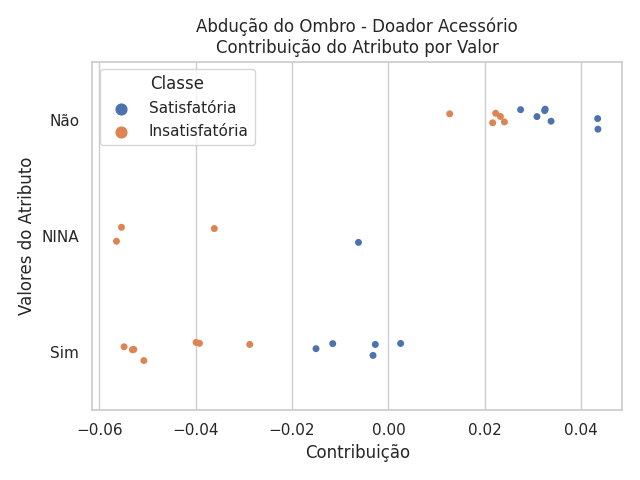 Abdução do Ombro - Doador Acessório
Contribuição do Atributo por Valor
Classe
Satisfatória
Insatisfatória
Valores do Atributo
Não
NINA
Sim
−0.06 −0.04 −0.02 0.00 0.02 0.04
Contribuição